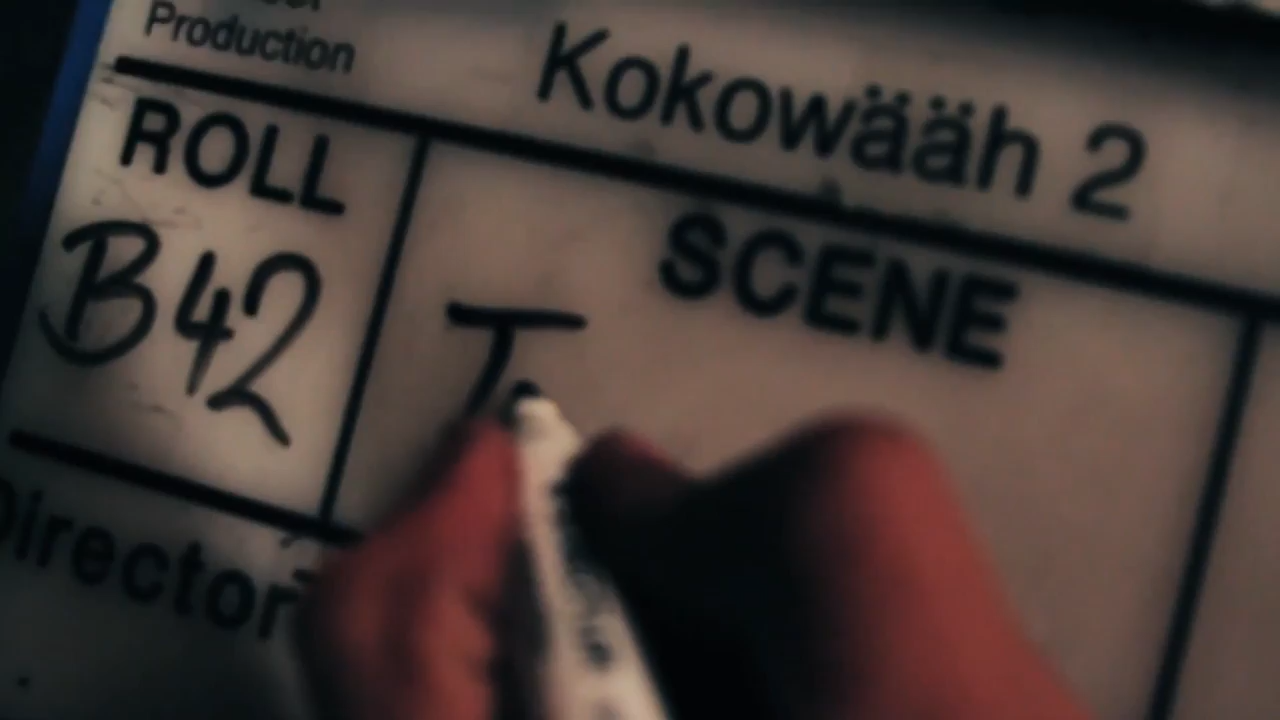 Production
Kokowääh 2
ROLL
SCENE
B42
T
Director